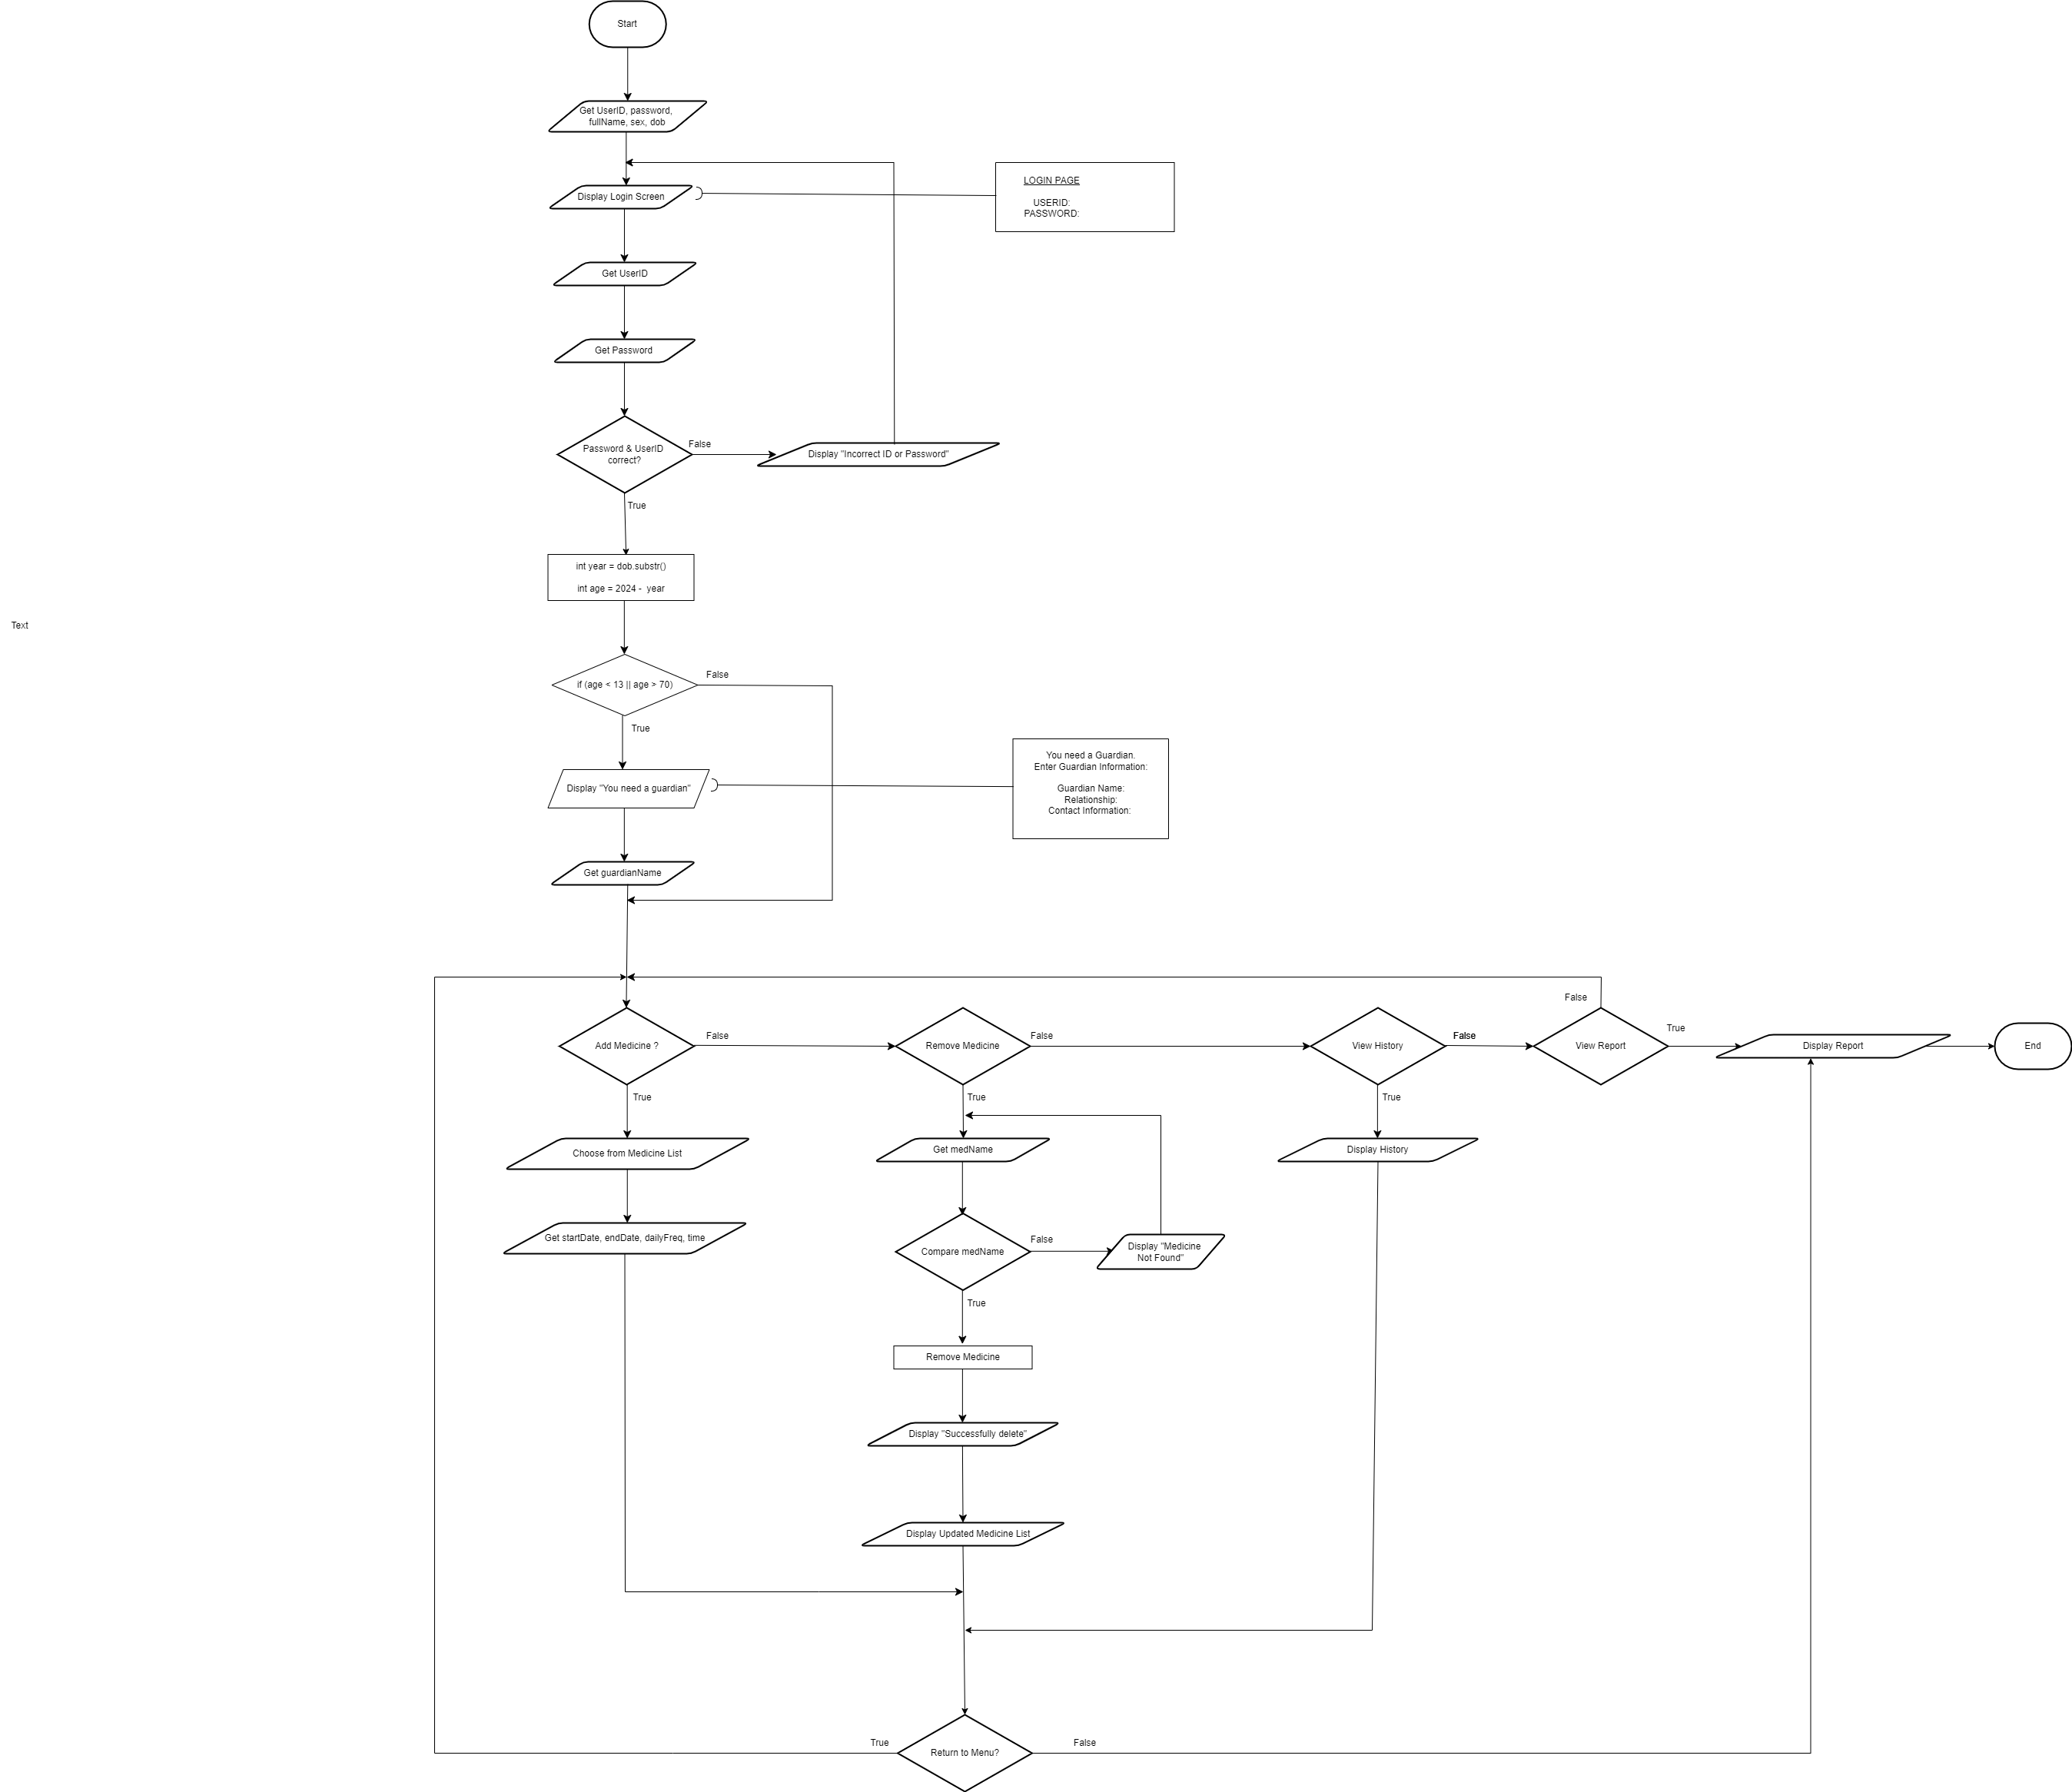 Start
Get UserID, password,
fullName, sex, dob
LOGIN PAGE
USERID:
PASSWORD:
Display Login Screen
Get UserID
Get Password
Password & UserID
correct?
False
Display "Incorrect ID or Password"
True
int year = dob.substr()
int age = 2024 - year
Text
if (age < 13 || age > 70)
False
True
Display "You need a guardian"
You need a Guardian.
Enter Guardian Information:
Guardian Name:
Relationship:
Contact Information:
Get guardianName
Add Medicine ?
False
Remove Medicine
False
View History
False
View Report
False
True
Display Report
End
True
Choose from Medicine List
Get startDate, endDate, dailyFreq, time
True
Get medName
Compare medName
False
Display "Medicine
Not Found"
True
Remove Medicine
Display "Successfully delete"
Display Updated Medicine List
True
Display History
Return to Menu?
True
False